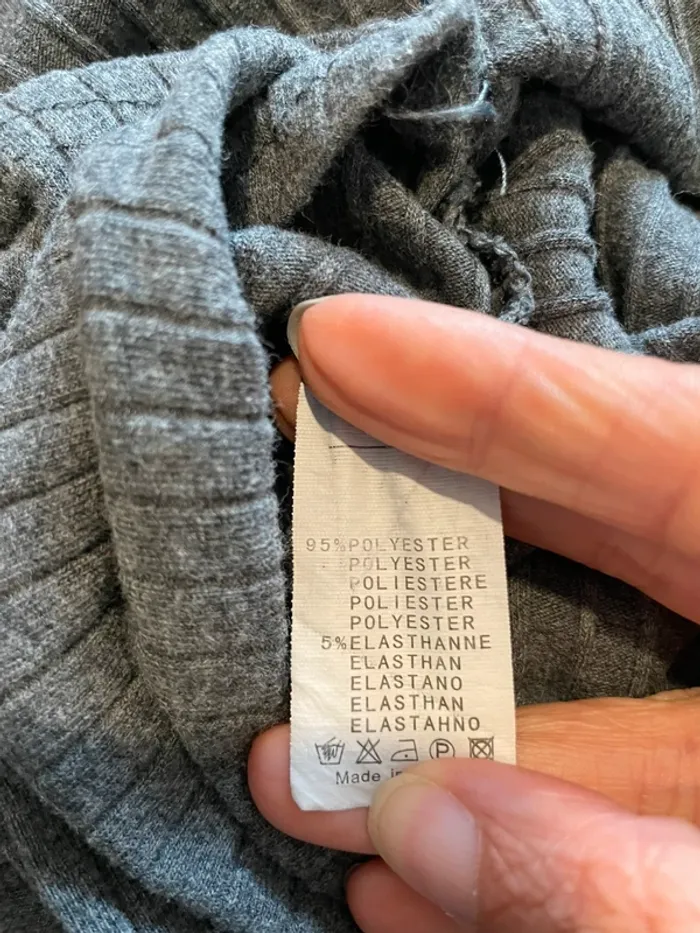 95%POLYESTER
POLYESTER
POLIESTERE
POLIESTER
POLYESTER
5%ELASTHANNE
ELASTHAN
ELASTANO
ELASTHAN
ELASTAHNO
P
Made in